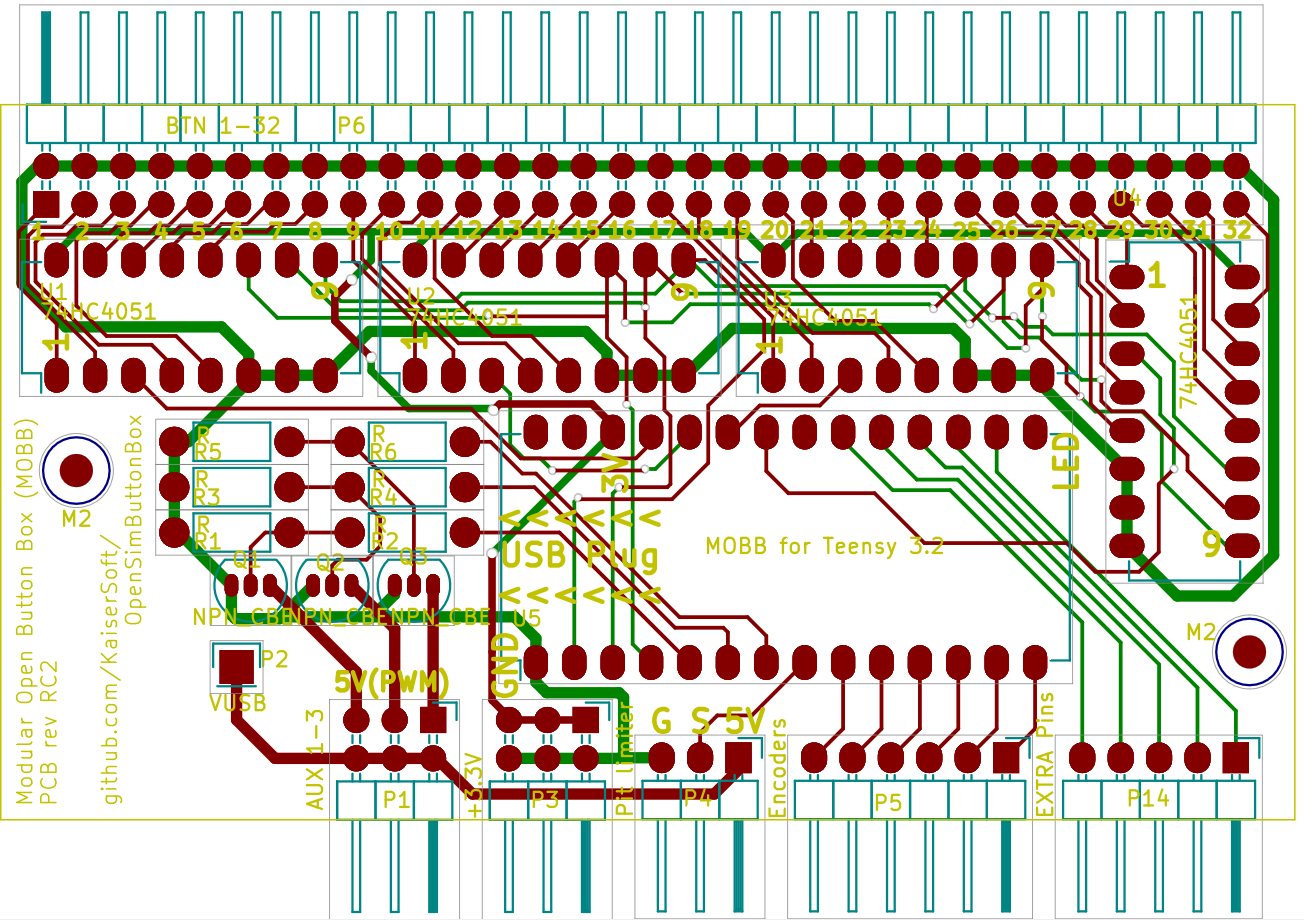 BTN 1-32
P6
U4
1 2 3 4 5 6 7 8 9 10 11 12 13 14 15 16 17 18 19 20 21 22 23 24 25 26 27 28 29 30 31 32
U1
74HC4051
1
9
U2
74HC4051
1
9
U3
74HC4051
1
9
1
74HC4051
9
R
R5
R
R6
R
R3
R
R4
R
R1
R
R2
M2
3V
LED
< < < < < <
USB Plug
< < < < < <
MOBB for Teensy 3.2
Q1
Q2
Q3
NPN_CBE
NPN_CBE
NPN_CBE
U5
GND
M2
P2
VUSB
5V(PWM)
G S 5V
Modular Open Button Box (MOBB)
PCB rev RC2
github.com/KaiserSoft/
OpenSimButtonBox
AUX 1-3
P1
+3.3V
P3
Pit limiter
P4
Encoders
P5
EXTRA Pins
P14